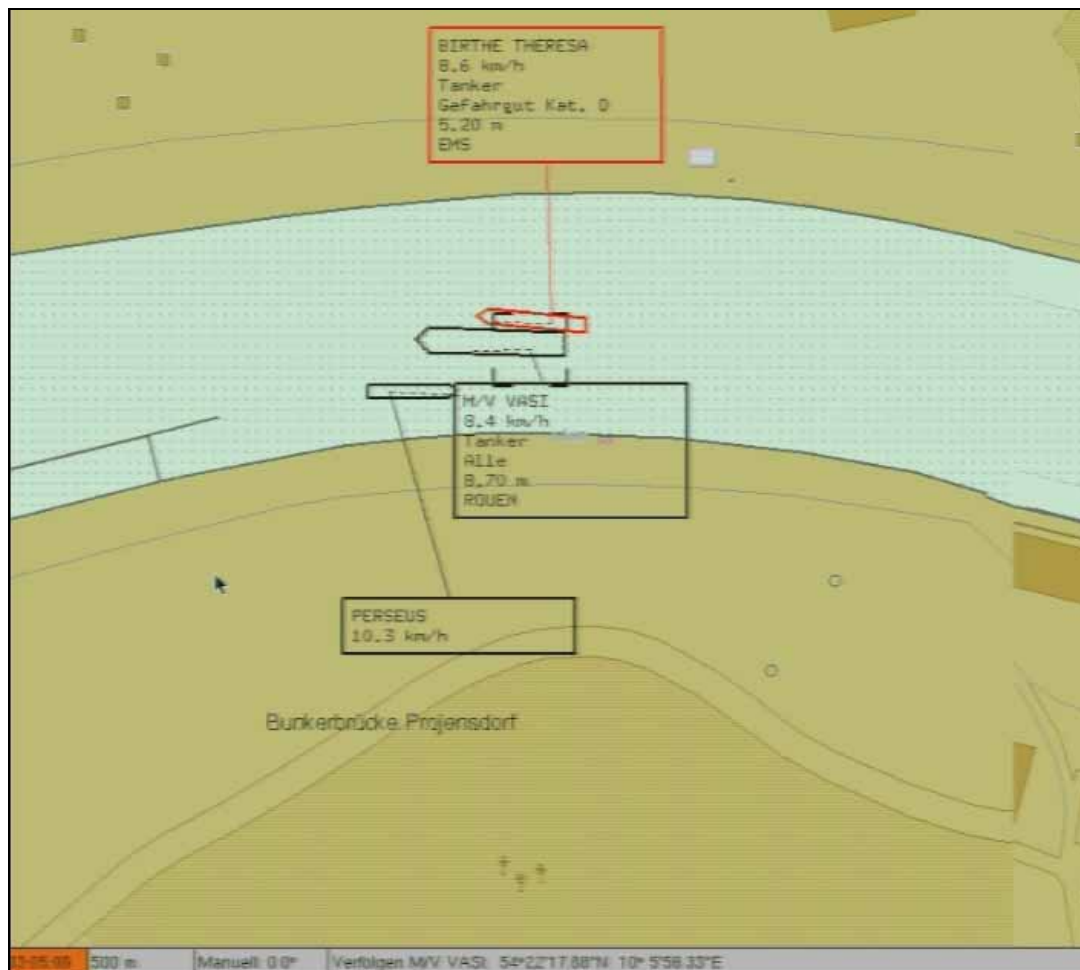 BIRTHE THERESA
8.6 km/h
Tanker
Gefahrgut Kat. D
5.20 m
EMS
M/V VASI
8.4 km/h
Tanker
Alle
8.70 m
ROUEN
PERSEUS
10.3 km/h
Bunkerbrücke Projensdorf
500 m
Manuell: 0.0°
Verfolgen M/V VASI: 54°22'17.88"N 10° 5'56.33"E